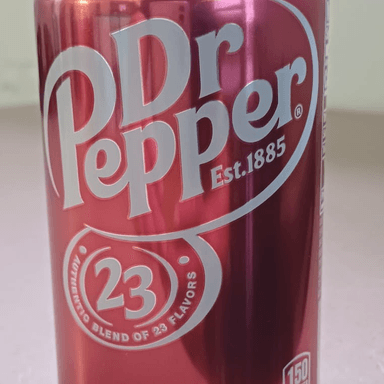 Dr
Pepper®
Est.1885
23
AUTHENTIC BLEND OF 23 FLAVORS
150